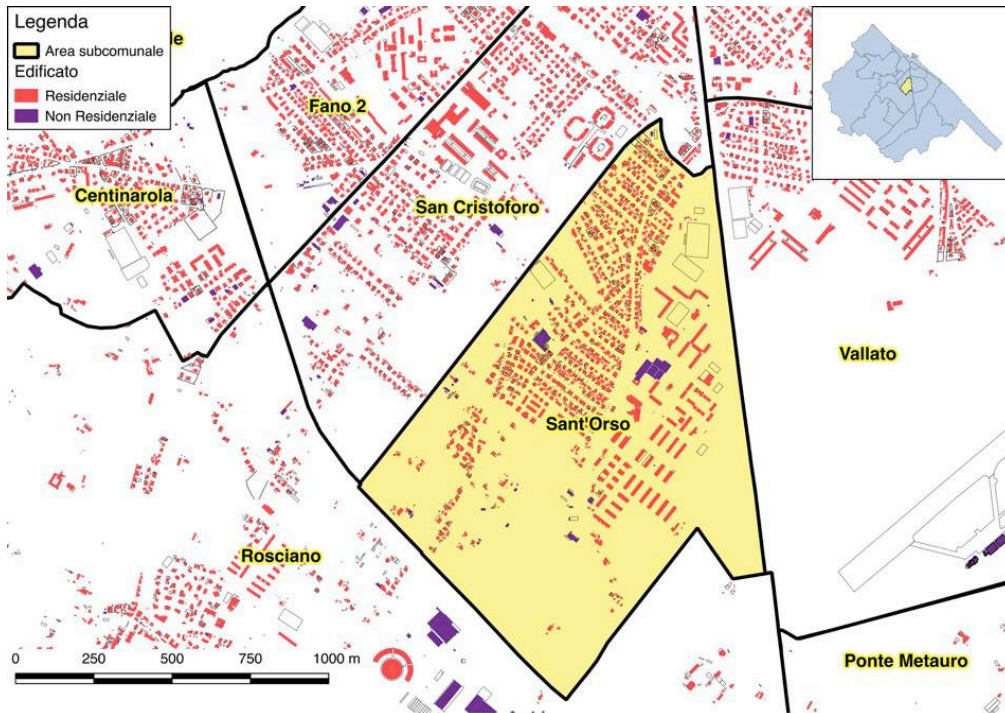 Legenda
Area subcomunale
Edificato
Residenziale
Non Residenziale
Fano 2
Centinarola
San Cristoforo
Vallato
Sant'Orso
Rosciano
Ponte Metauro
0 250 500 750 1000 m